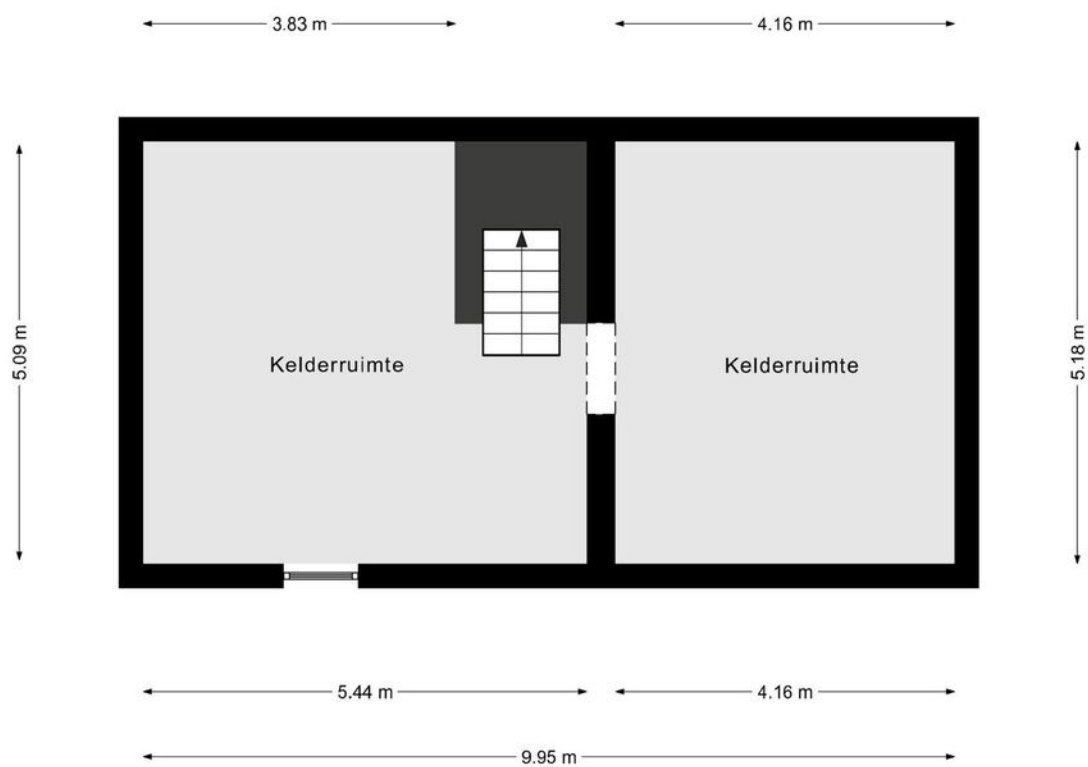 3.83 m
4.16 m
5.09 m
5.18 m
Kelderruimte
Kelderruimte
5.44 m
4.16 m
9.95 m